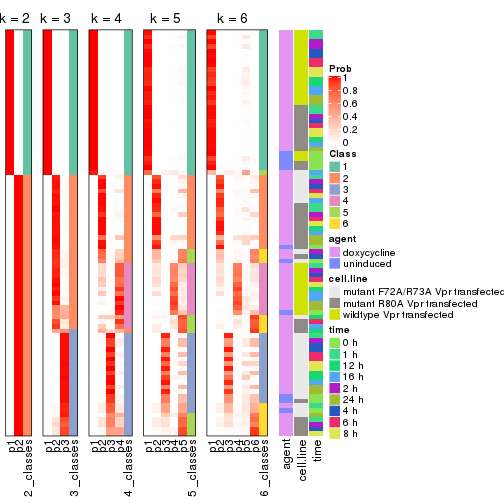 k = 2 k = 3 k = 4 k = 5 k = 6
Prob
1
0.8
0.6
0.4
0.2
0
Class
1
2
3
4
5
6
agent
doxycycline
uninduced
cell.line
mutant F72A/R73A Vpr transfected
mutant R80A Vpr transfected
wildtype Vpr transfected
time
0 h
1 h
12 h
16 h
2 h
24 h
4 h
6 h
8 h
p1 p2 2_classes p1 p2 p3 3_classes p1 p2 p3 p4 4_classes p1 p2 p3 p4 p5 5_classes p1 p2 p3 p4 p5 p6 6_classes agent cell.line time